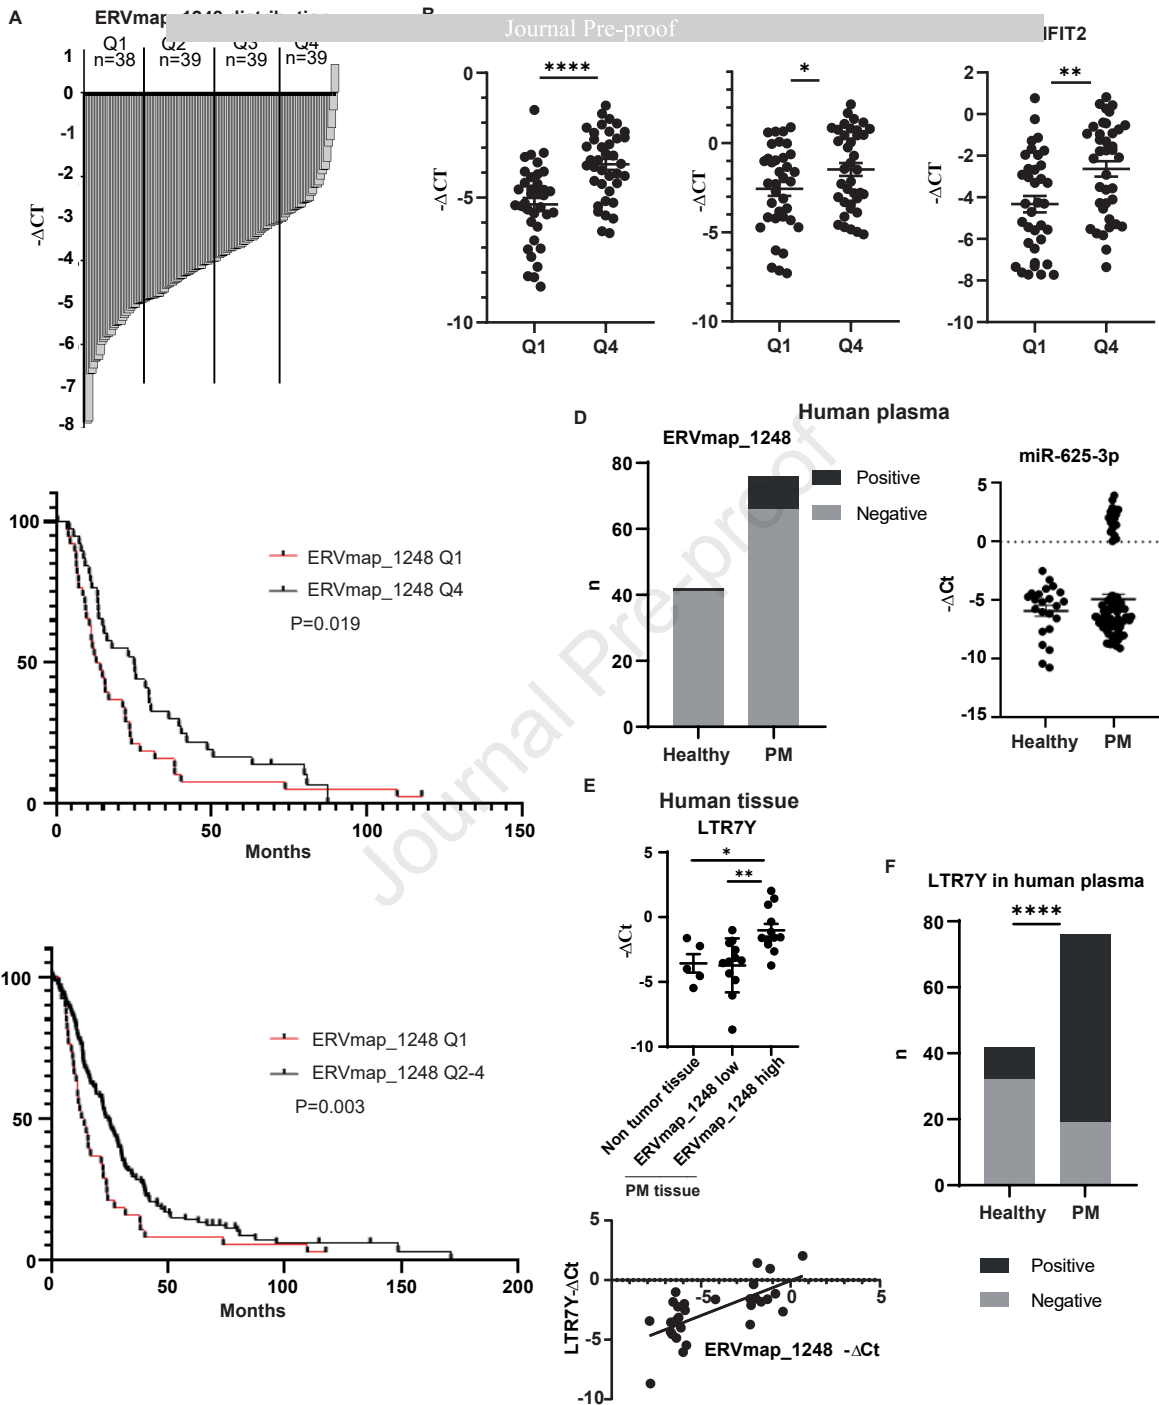 A
Journal Pre-proof
Q1
n=38
n=39
n=39
n=39
IFIT2
1
0
-1
-2
-3
-4
-5
-6
-7
-8
-ΔCT
0
-5
-10
-ΔCT
****
Q1 Q4
0
-5
-10
-ΔCT
*
Q1 Q4
2
0
-2
-4
-6
-8
-10
-ΔCT
**
Q1 Q4
100
50
0
0 50 100 150
Months
ERVmap_1248 Q1
ERVmap_1248 Q4
P=0.019
100
50
0
0 50 100 150 200
Months
ERVmap_1248 Q1
ERVmap_1248 Q2-4
P=0.003
D
Human plasma
ERVmap_1248
80
60
40
20
0
n
Healthy PM
Positive
Negative
miR-625-3p
5
0
-5
-10
-15
-ΔCt
Healthy PM
Journal Pre-proof
E
Human tissue
LTR7Y
5
0
-5
-10
-ΔCt
*
**
Non tumor tissue
ERVmap_1248 low
ERVmap_1248 high
PM tissue
5
0
-5
-10
LTR7Y-ΔCt
-5 0 5
ERVmap_1248 -ΔCt
F
LTR7Y in human plasma
****
80
60
40
20
0
n
Healthy PM
Positive
Negative